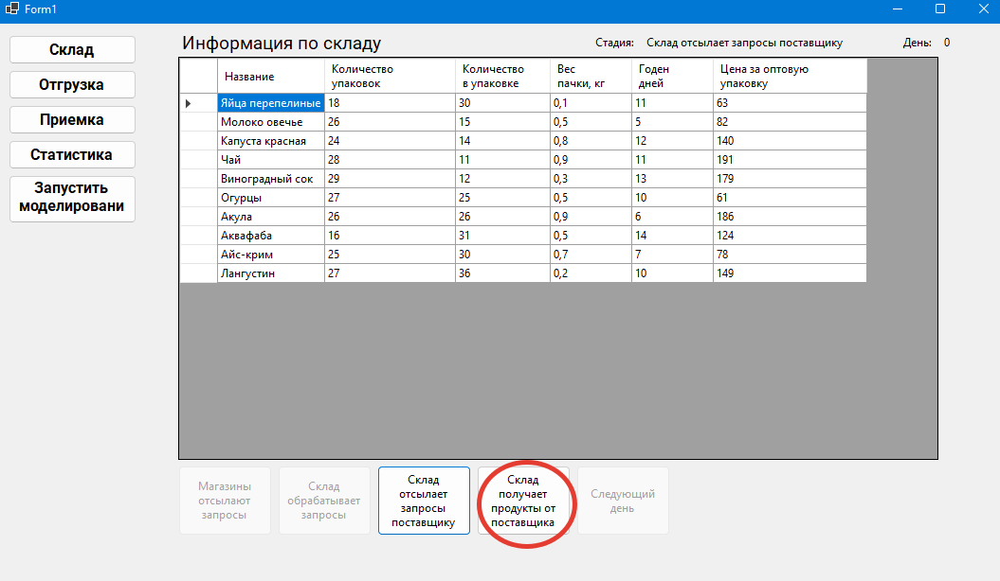 Form1
Склад
Отгрузка
Приемка
Статистика
Запустить
моделировани
Информация по складу
Стадия: Склад отсылает запросы поставщику День: 0
Название Количество упаковок Количество в упаковке Вес пачки, кг Годен дней Цена за оптовую упаковку
Яйца перепелиные 18 30 0,1 11 63
Молоко овечье 26 15 0,5 5 82
Капуста красная 24 14 0,8 12 140
Чай 28 11 0,9 11 191
Виноградный сок 29 12 0,3 13 179
Огурцы 27 25 0,5 10 61
Акула 26 26 0,9 6 186
Аквафаба 16 31 0,5 14 124
Айс-крим 25 30 0,7 7 78
Лангустин 27 36 0,2 10 149
Магазины
отсылают
запросы
Склад
обрабатывает
запросы
Склад
отсылает
запросы
поставщику
Склад
получает
продукты от
поставщика
Следующий
день